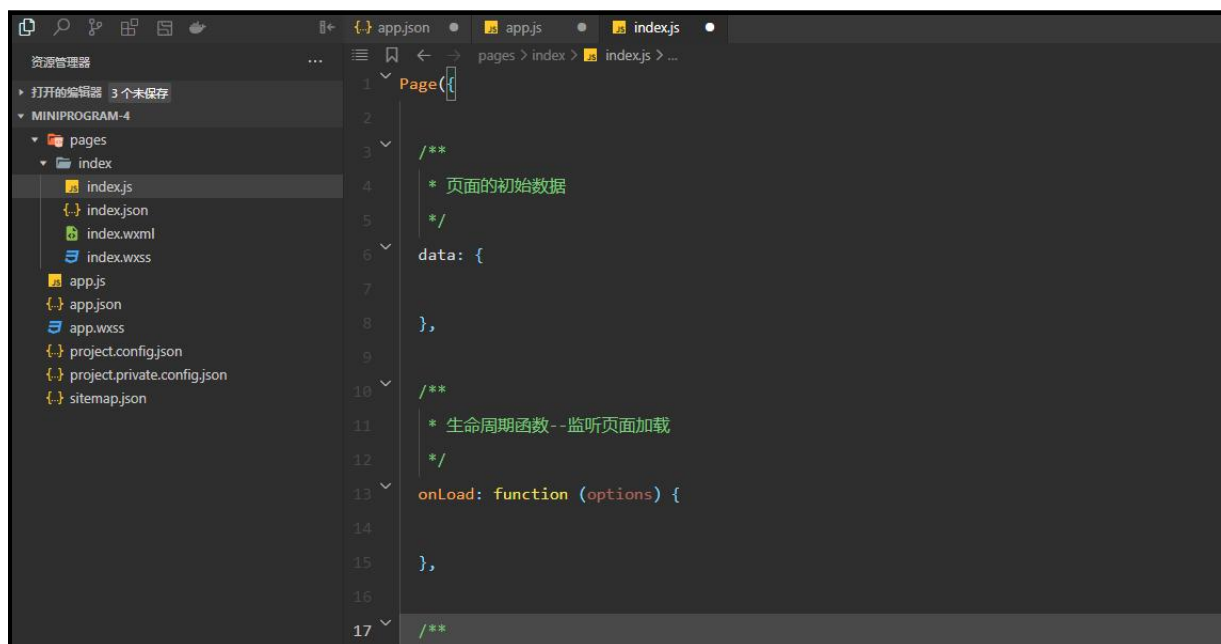 app.json
app.js
index.js
资源管理器
pages > index > index.js > ...
打开的编辑器 3 个未保存
MINIPROGRAM-4
pages
index
index.js
index.json
index.wxml
index.wxss
app.js
app.json
app.wxss
project.config.json
project.private.config.json
sitemap.json
1 Page({
2
3 /**
4 * 页面的初始数据
5 */
6 data: {
7
8 },
9
10 /**
11 * 生命周期函数--监听页面加载
12 */
13 onLoad: function (options) {
14
15 },
16
17 /**